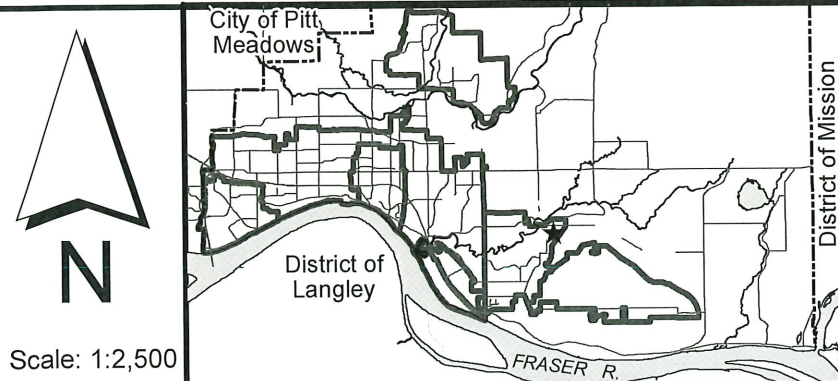 N
Scale: 1:2,500
City of Pitt
Meadows
District of
Langley
FRASER R.
District of Mission